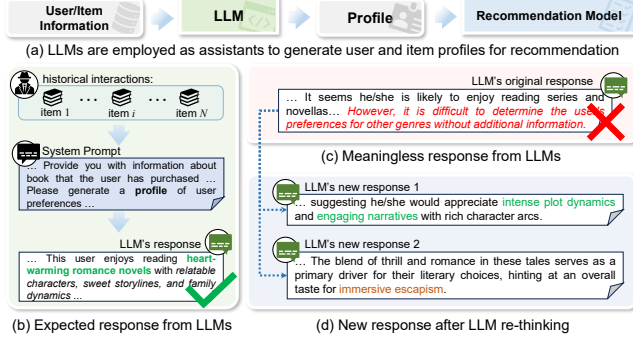 User/Item
Information
LLM
Profile
Recommendation Model
(a) LLMs are employed as assistants to generate user and item profiles for recommendation
historical interactions:
... ...
item 1 item i item N
System Prompt
... Provide you with information about
book that the user has purchased ...
Please generate a profile of user
preferences ...
LLM's response
... This user enjoys reading heart-
warming romance novels with relatable
characters, sweet storylines, and family
dynamics ...
(b) Expected response from LLMs
LLM's original response
... It seems he/she is likely to enjoy reading series and
novellas... However, it is difficult to determine the user's
preferences for other genres without additional information.
(c) Meaningless response from LLMs
LLM's new response 1
... suggesting he/she would appreciate intense plot dynamics
and engaging narratives with rich character arcs.
LLM's new response 2
... The blend of thrill and romance in these tales serves as a
primary driver for their literary choices, hinting at an overall
taste for immersive escapism.
(d) New response after LLM re-thinking